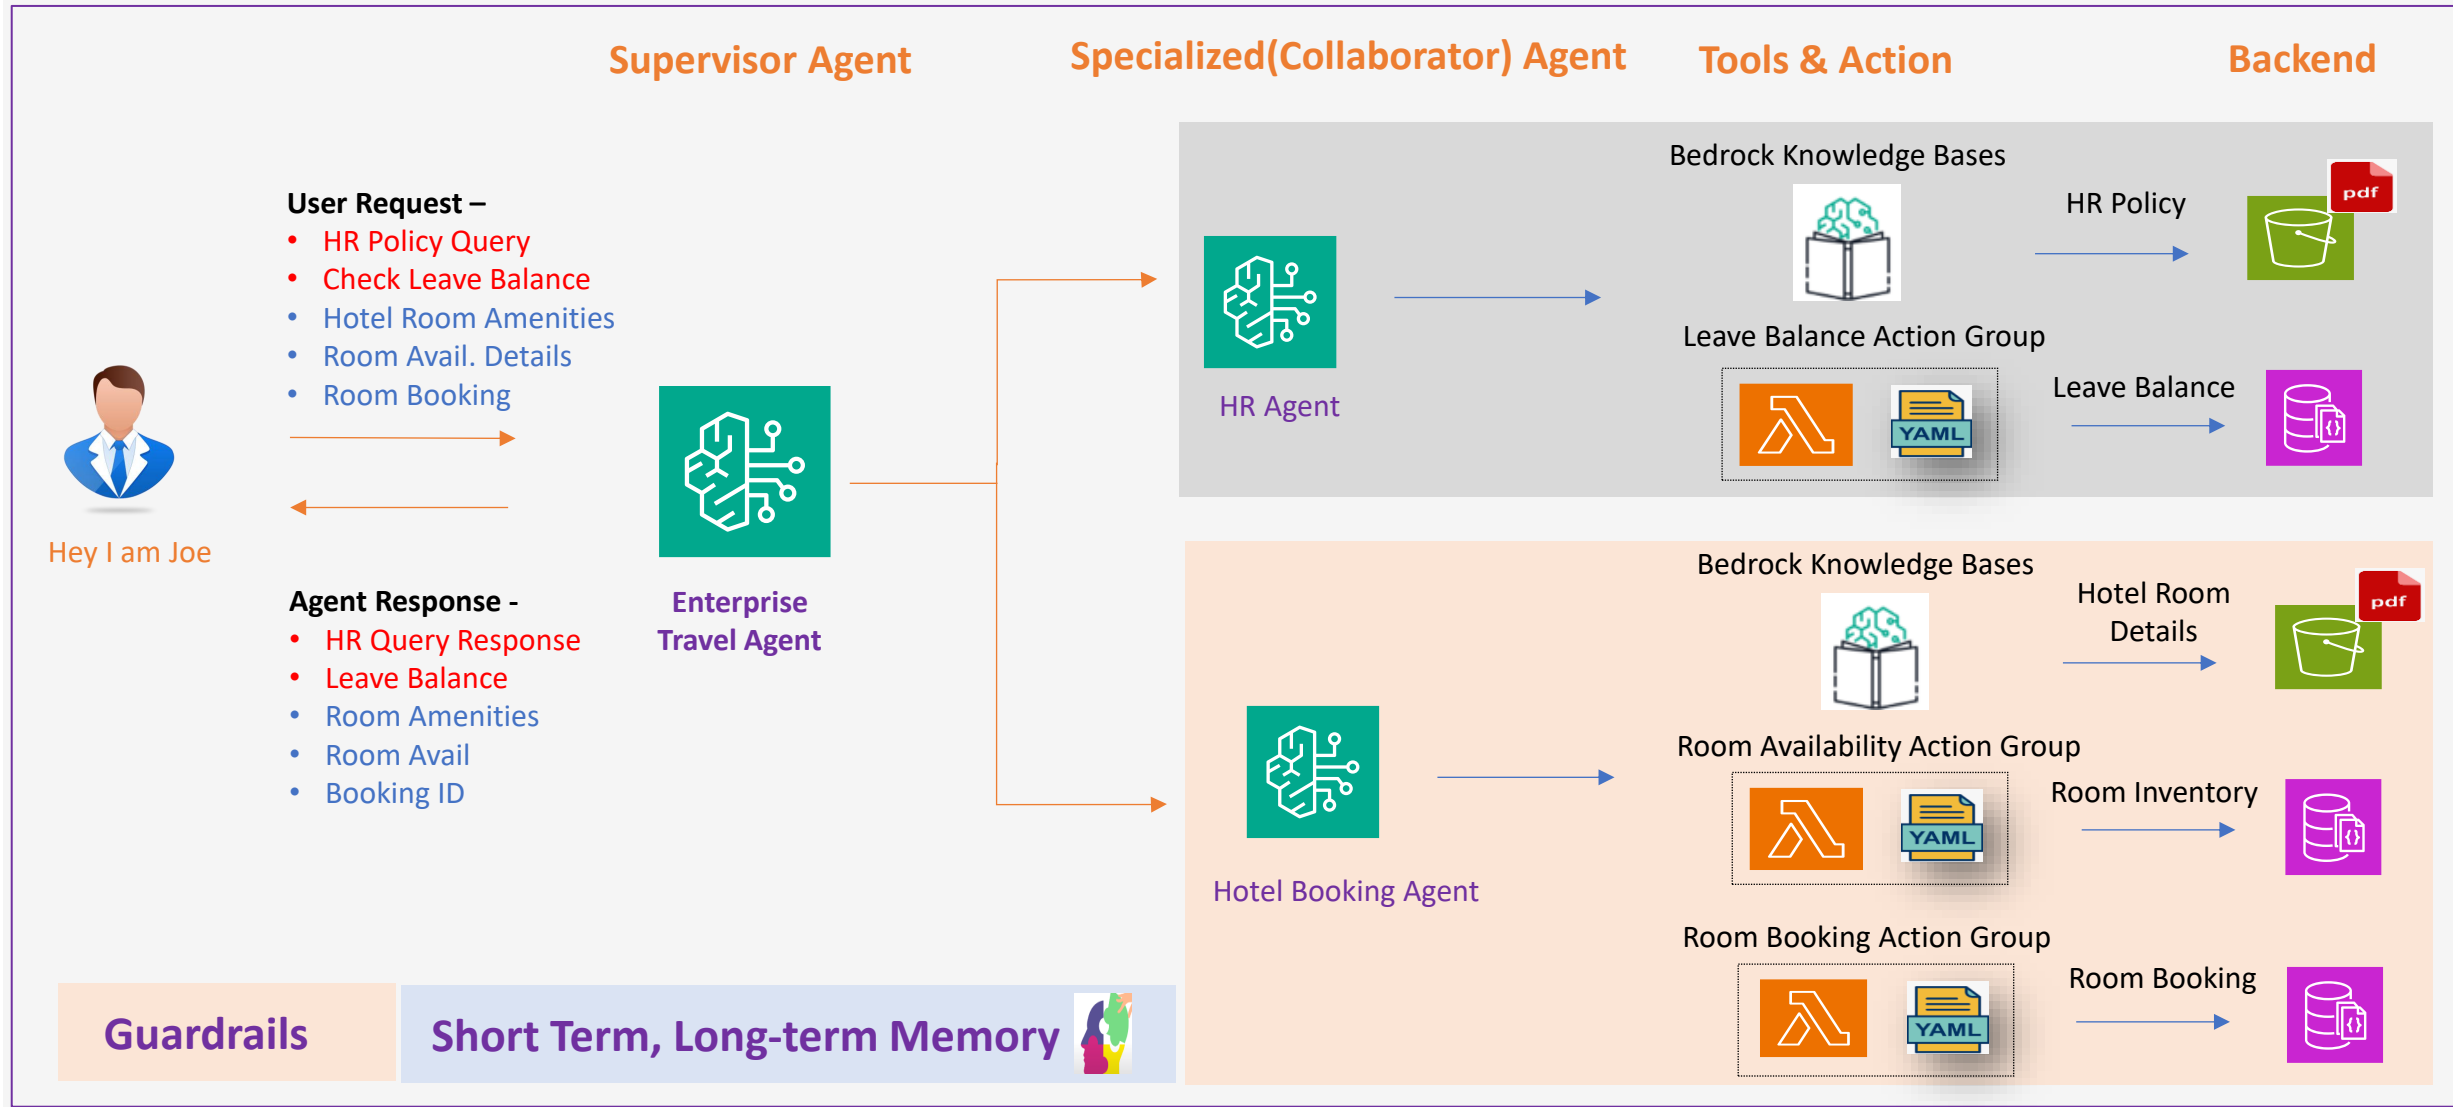 Supervisor Agent
Specialized(Collaborator) Agent
Tools & Action
Backend
User Request –
• HR Policy Query
• Check Leave Balance
• Hotel Room Amenities
• Room Avail. Details
• Room Booking
Hey I am Joe
Agent Response -
• HR Query Response
• Leave Balance
• Room Amenities
• Room Avail
• Booking ID
Enterprise
Travel Agent
HR Agent
Bedrock Knowledge Bases
HR Policy
pdf
Leave Balance Action Group
YAML
Leave Balance
Hotel Booking Agent
Bedrock Knowledge Bases
Hotel Room
Details
pdf
Room Availability Action Group
YAML
Room Inventory
Room Booking Action Group
YAML
Room Booking
Guardrails
Short Term, Long-term Memory